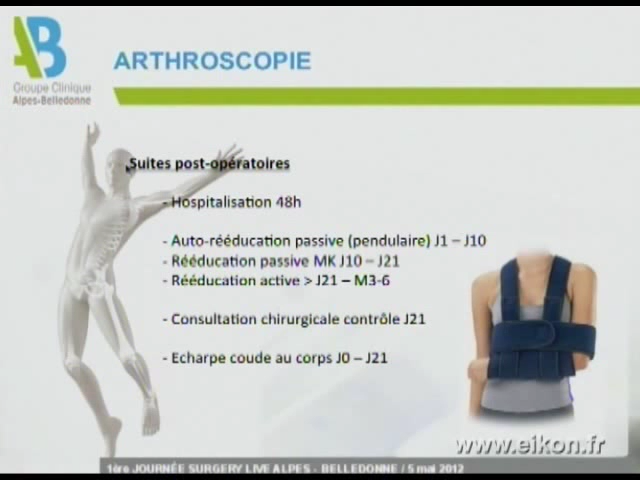 AB
Groupe Clinique
Alpes-Belledonne
ARTHROSCOPIE
Suites post-opératoires
- Hospitalisation 48h
- Auto-rééducation passive (pendulaire) J1 – J10
- Rééducation passive MK J10 – J21
- Rééducation active > J21 – M3-6
- Consultation chirurgicale contrôle J21
- Echarpe coude au corps J0 – J21
www.eikon.fr
1ère JOURNÉE SURGERY LIVE ALPES - BELLEDONNE / 5 mai 2012